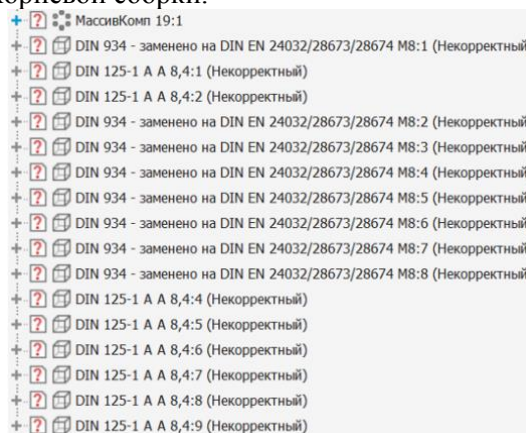 МассивКомп 19:1
DIN 934 - заменено на DIN EN 24032/28673/28674 M8:1 (Некорректный
DIN 125-1 A A 8,4:1 (Некорректный)
DIN 125-1 A A 8,4:2 (Некорректный)
DIN 934 - заменено на DIN EN 24032/28673/28674 M8:2 (Некорректный
DIN 934 - заменено на DIN EN 24032/28673/28674 M8:3 (Некорректный
DIN 934 - заменено на DIN EN 24032/28673/28674 M8:4 (Некорректный
DIN 934 - заменено на DIN EN 24032/28673/28674 M8:5 (Некорректный
DIN 934 - заменено на DIN EN 24032/28673/28674 M8:6 (Некорректный
DIN 934 - заменено на DIN EN 24032/28673/28674 M8:7 (Некорректный
DIN 934 - заменено на DIN EN 24032/28673/28674 M8:8 (Некорректный
DIN 125-1 A A 8,4:4 (Некорректный)
DIN 125-1 A A 8,4:5 (Некорректный)
DIN 125-1 A A 8,4:6 (Некорректный)
DIN 125-1 A A 8,4:7 (Некорректный)
DIN 125-1 A A 8,4:8 (Некорректный)
DIN 125-1 A A 8,4:9 (Некорректный)